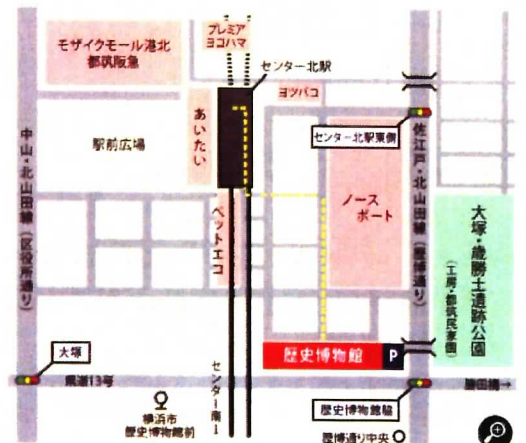 プレミア
ヨコハマ
モザイクモール港北
都筑阪急
センター北駅
ヨツバコ
あいたい
駅前広場
センター北駅東側
中山・北山田線（区役所通り）
佐江戸・北山田線（歴博通り）
ノース
ポート
ペットエコ
大塚・歳勝土遺跡公園
（工房・都筑民家園）
歴史博物館
P
大塚
県道13号
センター南↓
勝田橋→
横浜市
歴史博物館前
歴史博物館脇
歴博通り中央